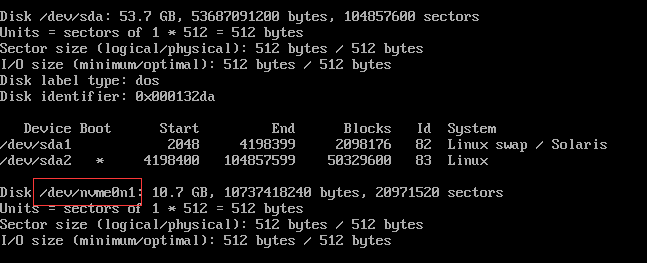 Disk /dev/sda: 53.7 GB, 53687091200 bytes, 104857600 sectors
Units = sectors of 1 * 512 = 512 bytes
Sector size (logical/physical): 512 bytes / 512 bytes
I/O size (minimum/optimal): 512 bytes / 512 bytes
Disk label type: dos
Disk identifier: 0x000132da
Device Boot Start End Blocks Id System
/dev/sda1 2048 4198399 2098176 82 Linux swap / Solaris
/dev/sda2 * 4198400 104857599 50329600 83 Linux
Disk /dev/nvme0n1: 10.7 GB, 10737418240 bytes, 20971520 sectors
Units = sectors of 1 * 512 = 512 bytes
Sector size (logical/physical): 512 bytes / 512 bytes
I/O size (minimum/optimal): 512 bytes / 512 bytes